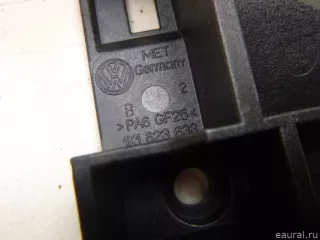 MET
Germany
B 2
>PA6 GF25<
1K1 823 633
eaural.ru